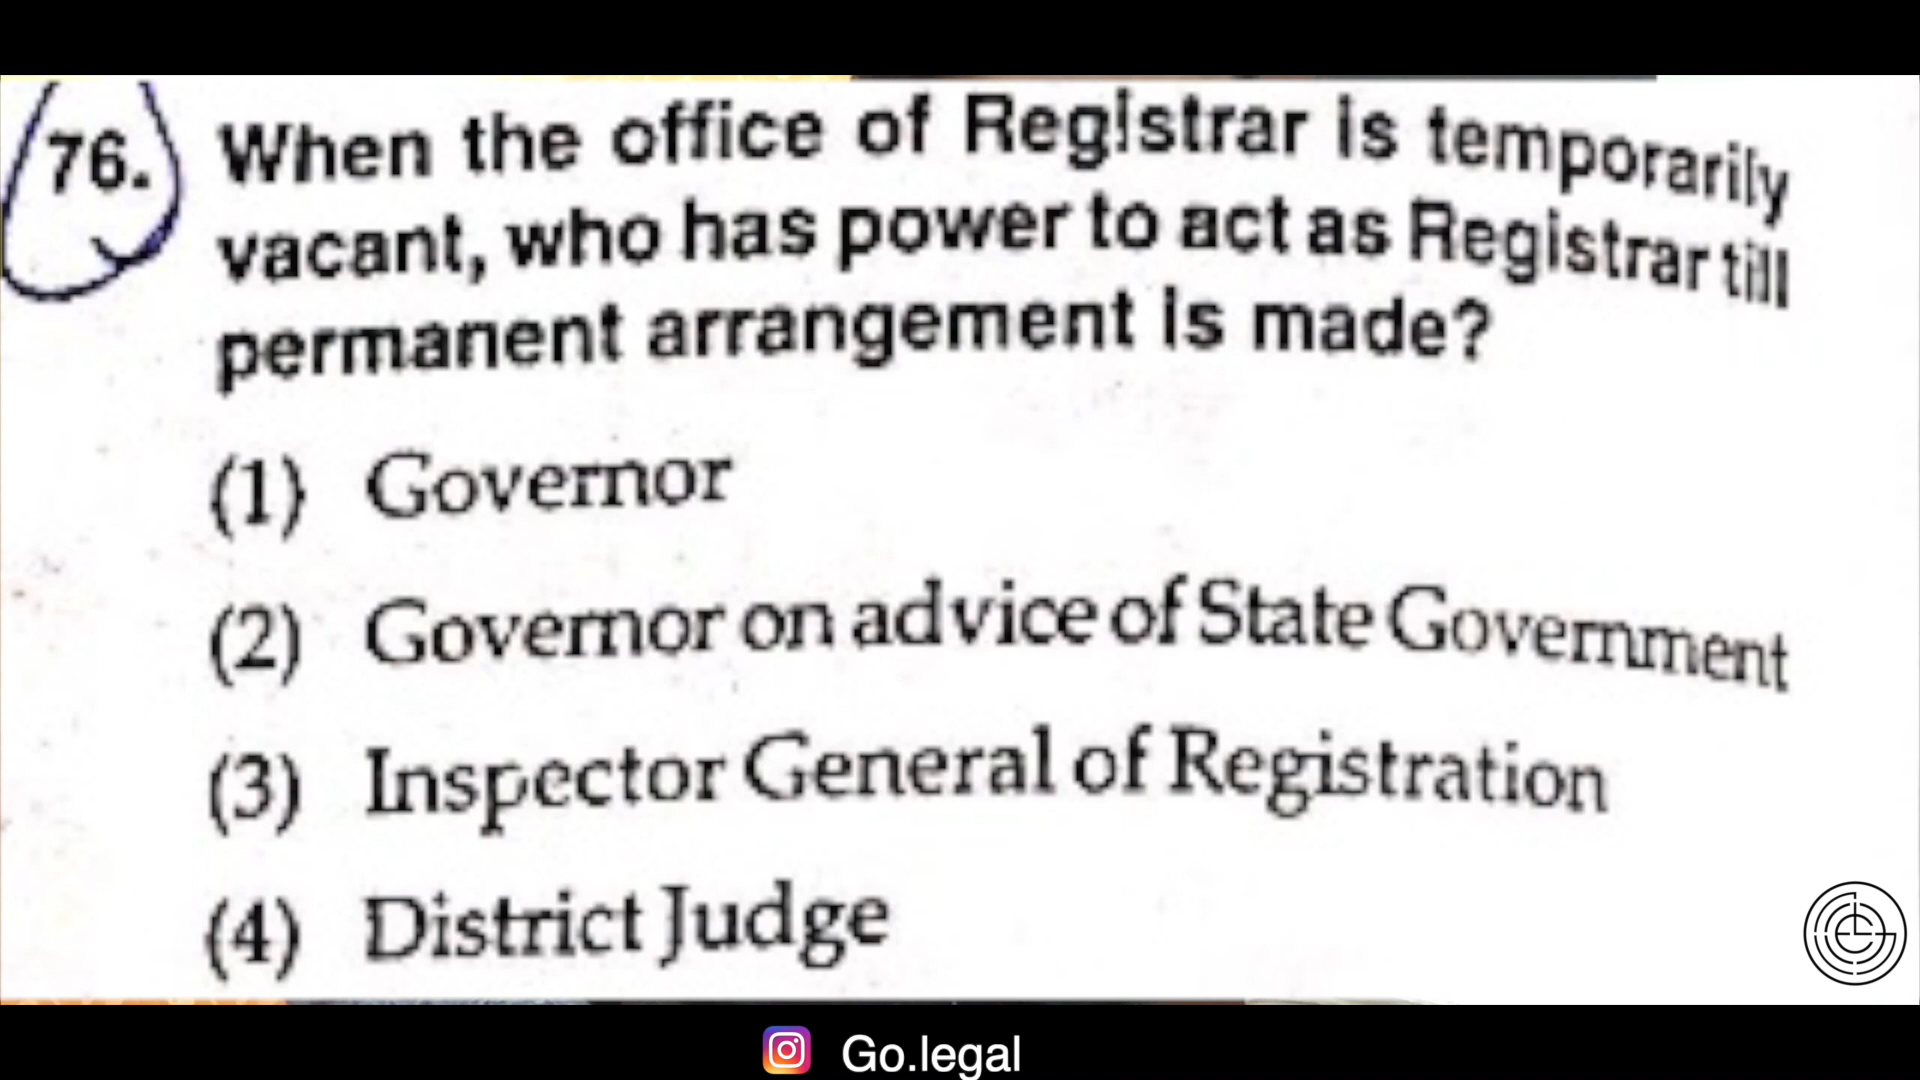 76. When the office of Registrar is temporarily
vacant, who has power to act as Registrar till
permanent arrangement is made?
(1) Governor
(2) Governor on advice of State Government
(3) Inspector General of Registration
(4) District Judge
Go.legal